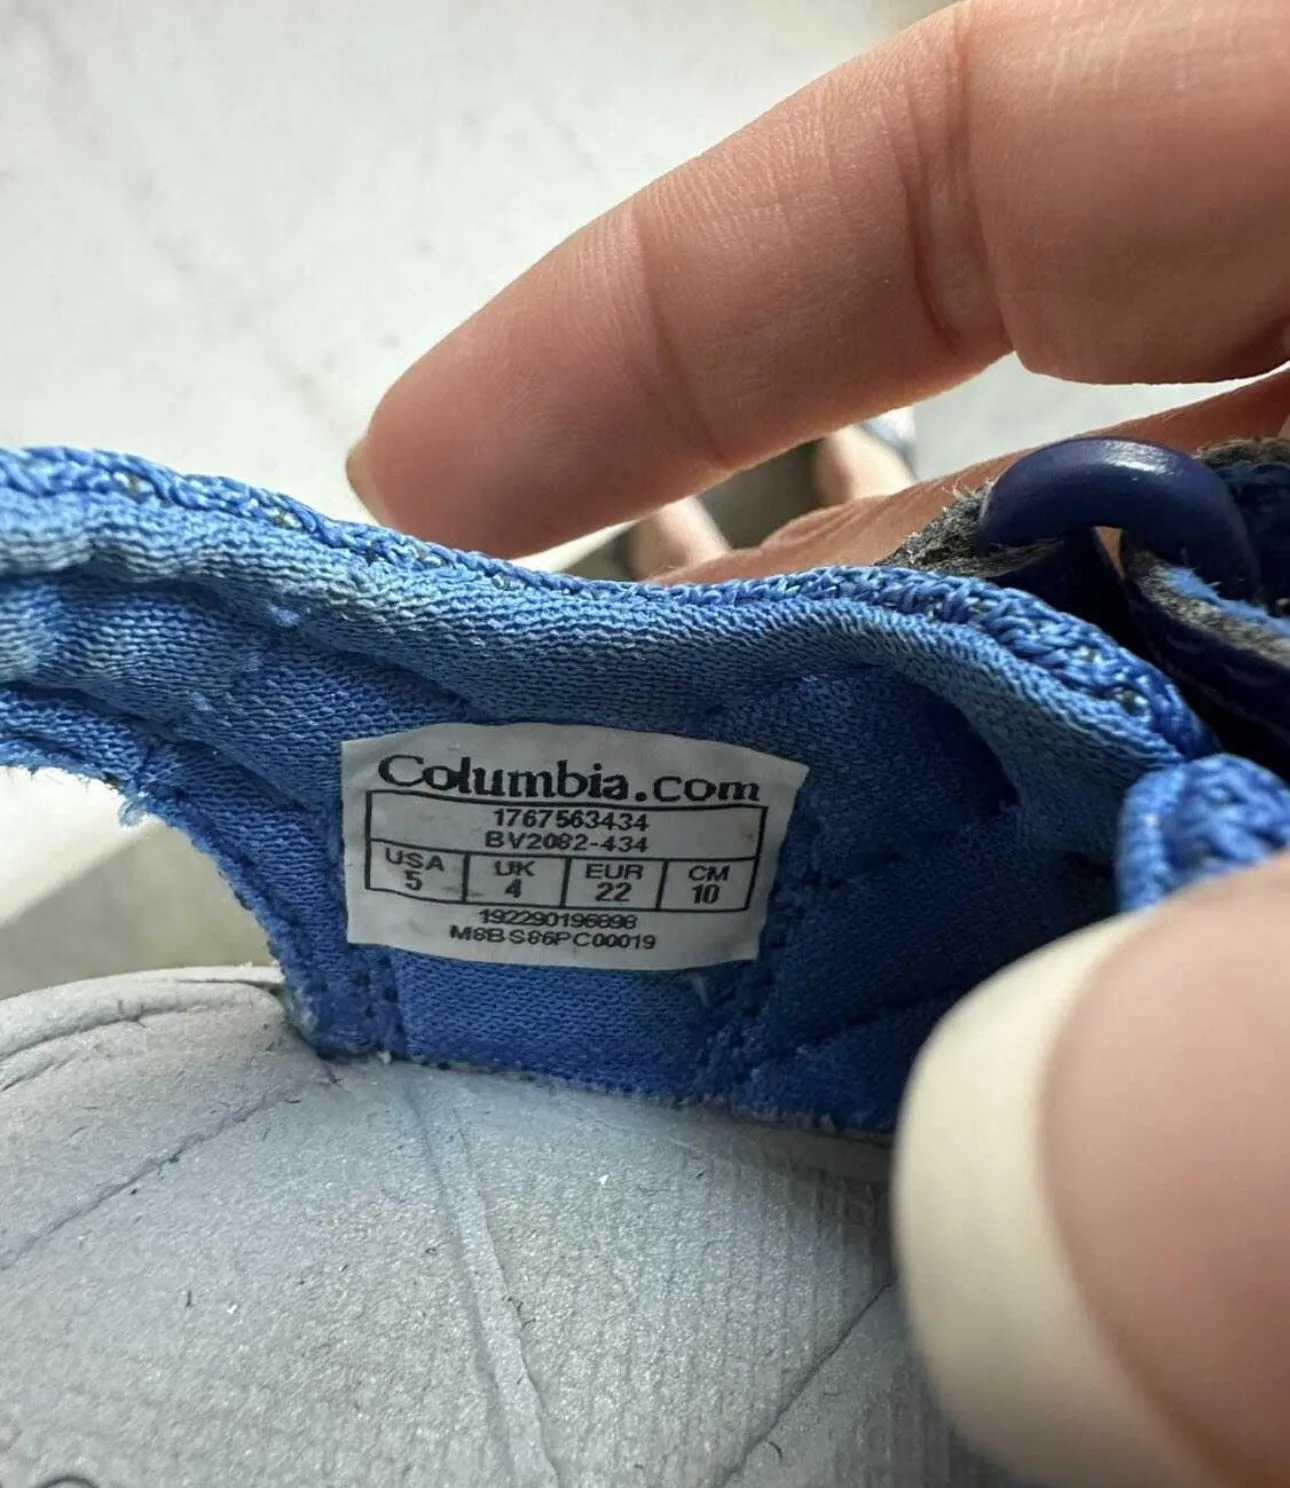 Columbia.com
1767563434
BV2082-434
USA UK EUR CM
5 4 22 10
192290196898
M8BS86PC00019